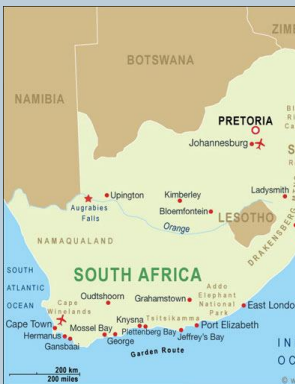 ZIM
BOTSWANA
NAMIBIA
PRETORIA
Johannesburg
Upington
Kimberley
Ladysmith
Augrabies
Falls
Bloemfontein
LESOTHO
Orange
DRAKENSBERG
NAMAQUALAND
SOUTH
ATLANTIC
OCEAN
SOUTH AFRICA
Addo
Elephant
National
Park
Cape
Winelands
Oudtshoorn
Grahamstown
East London
Cape Town
Mossel Bay
Knysna
Tsitsikamma
Port Elizabeth
Hermanus
Plettenberg Bay
Gansbaai
George
Jeffrey's Bay
Garden Route
IN
OC
200 km
200 miles